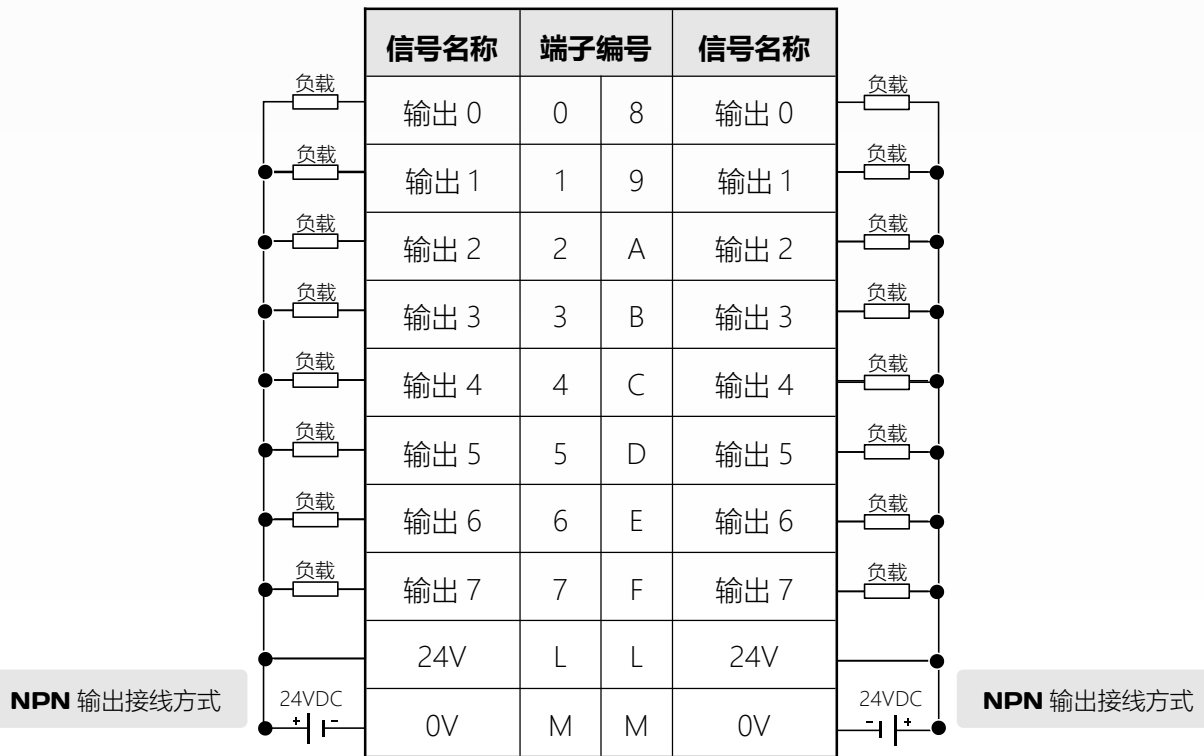 信号名称 端子编号 信号名称
负载 输出 0 0 8 输出 0 负载
负载 输出 1 1 9 输出 1 负载
负载 输出 2 2 A 输出 2 负载
负载 输出 3 3 B 输出 3 负载
负载 输出 4 4 C 输出 4 负载
负载 输出 5 5 D 输出 5 负载
负载 输出 6 6 E 输出 6 负载
负载 输出 7 7 F 输出 7 负载
24V L L 24V
NPN 输出接线方式 24VDC + - 0V M M 0V 24VDC - + NPN 输出接线方式